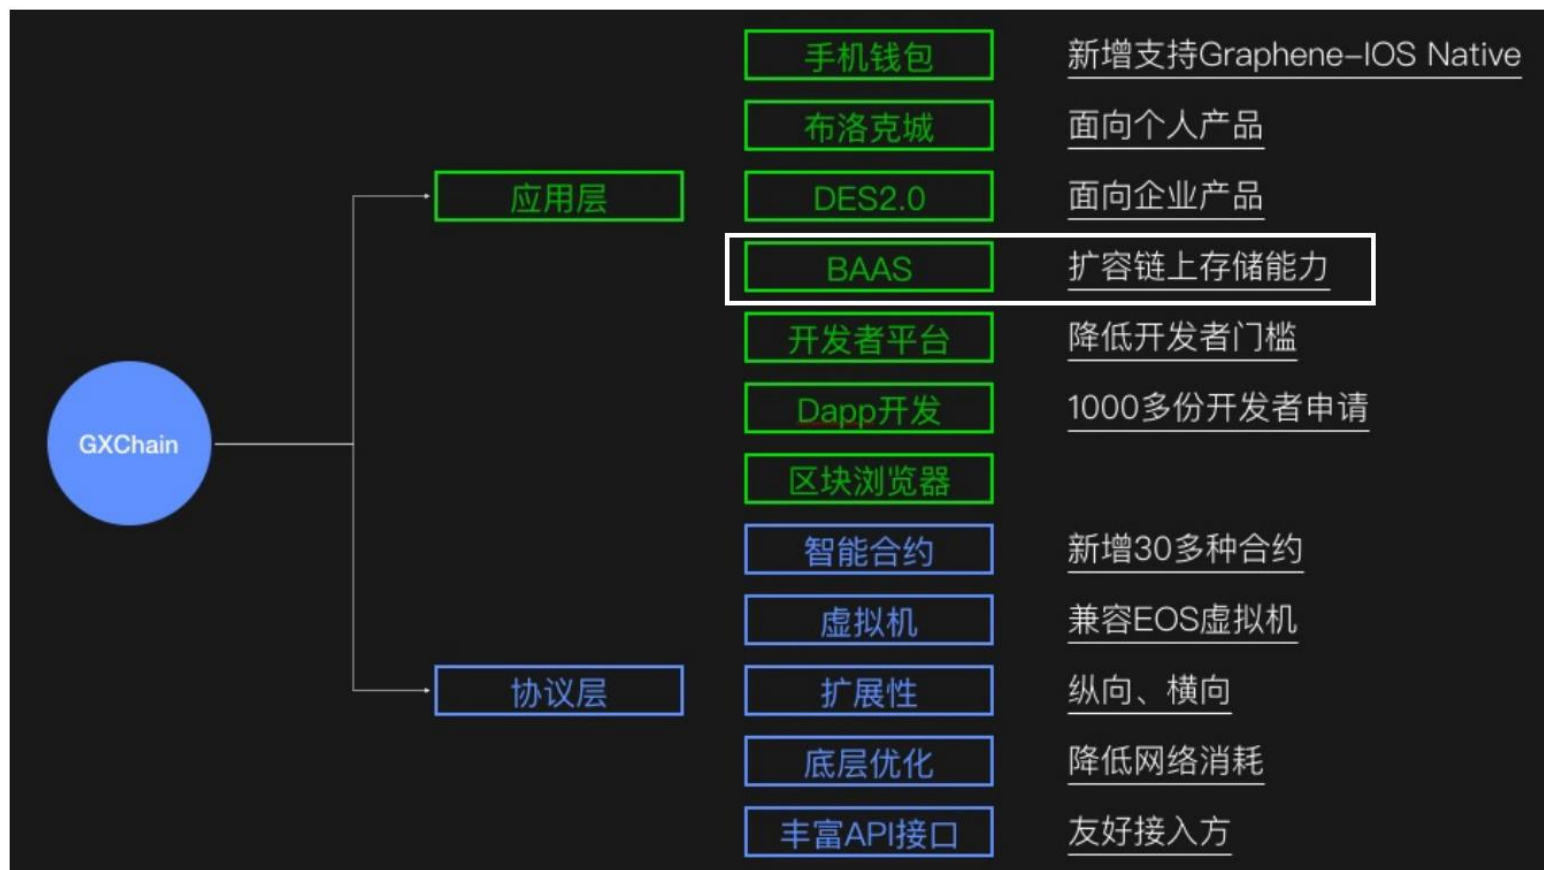 手机钱包 新增支持Graphene-IOS Native
布洛克城 面向个人产品
应用层 DES2.0 面向企业产品
BAAS 扩容链上存储能力
开发者平台 降低开发者门槛
Dapp开发 1000多份开发者申请
GXChain
区块浏览器
智能合约 新增30多种合约
虚拟机 兼容EOS虚拟机
协议层 扩展性 纵向、横向
底层优化 降低网络消耗
丰富API接口 友好接入方